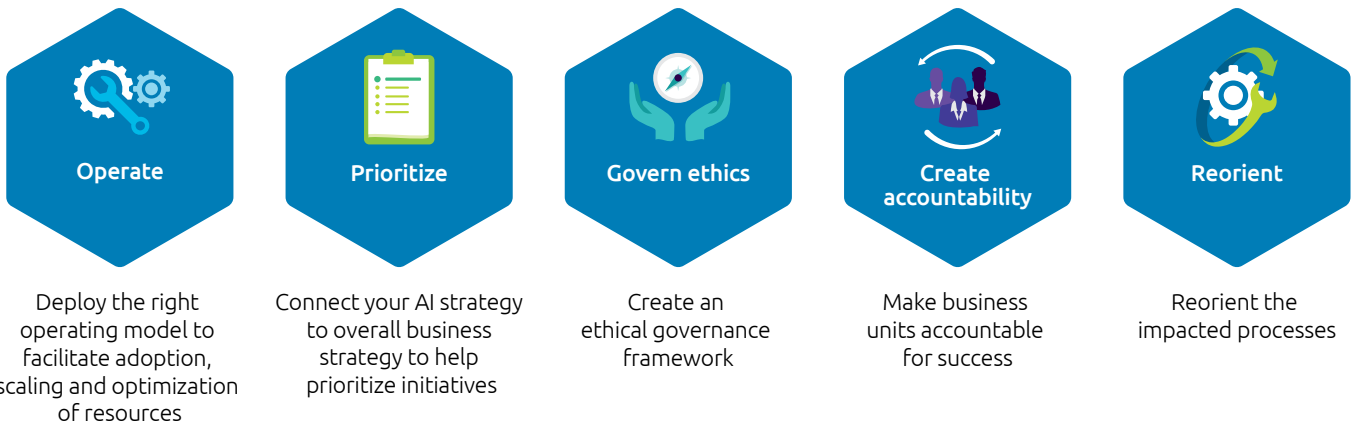 Operate
Deploy the right
operating model to
facilitate adoption,
scaling and optimization
of resources
Prioritize
Connect your AI strategy
to overall business
strategy to help
prioritize initiatives
Govern ethics
Create an
ethical governance
framework
Create
accountability
Make business
units accountable
for success
Reorient
Reorient the
impacted processes